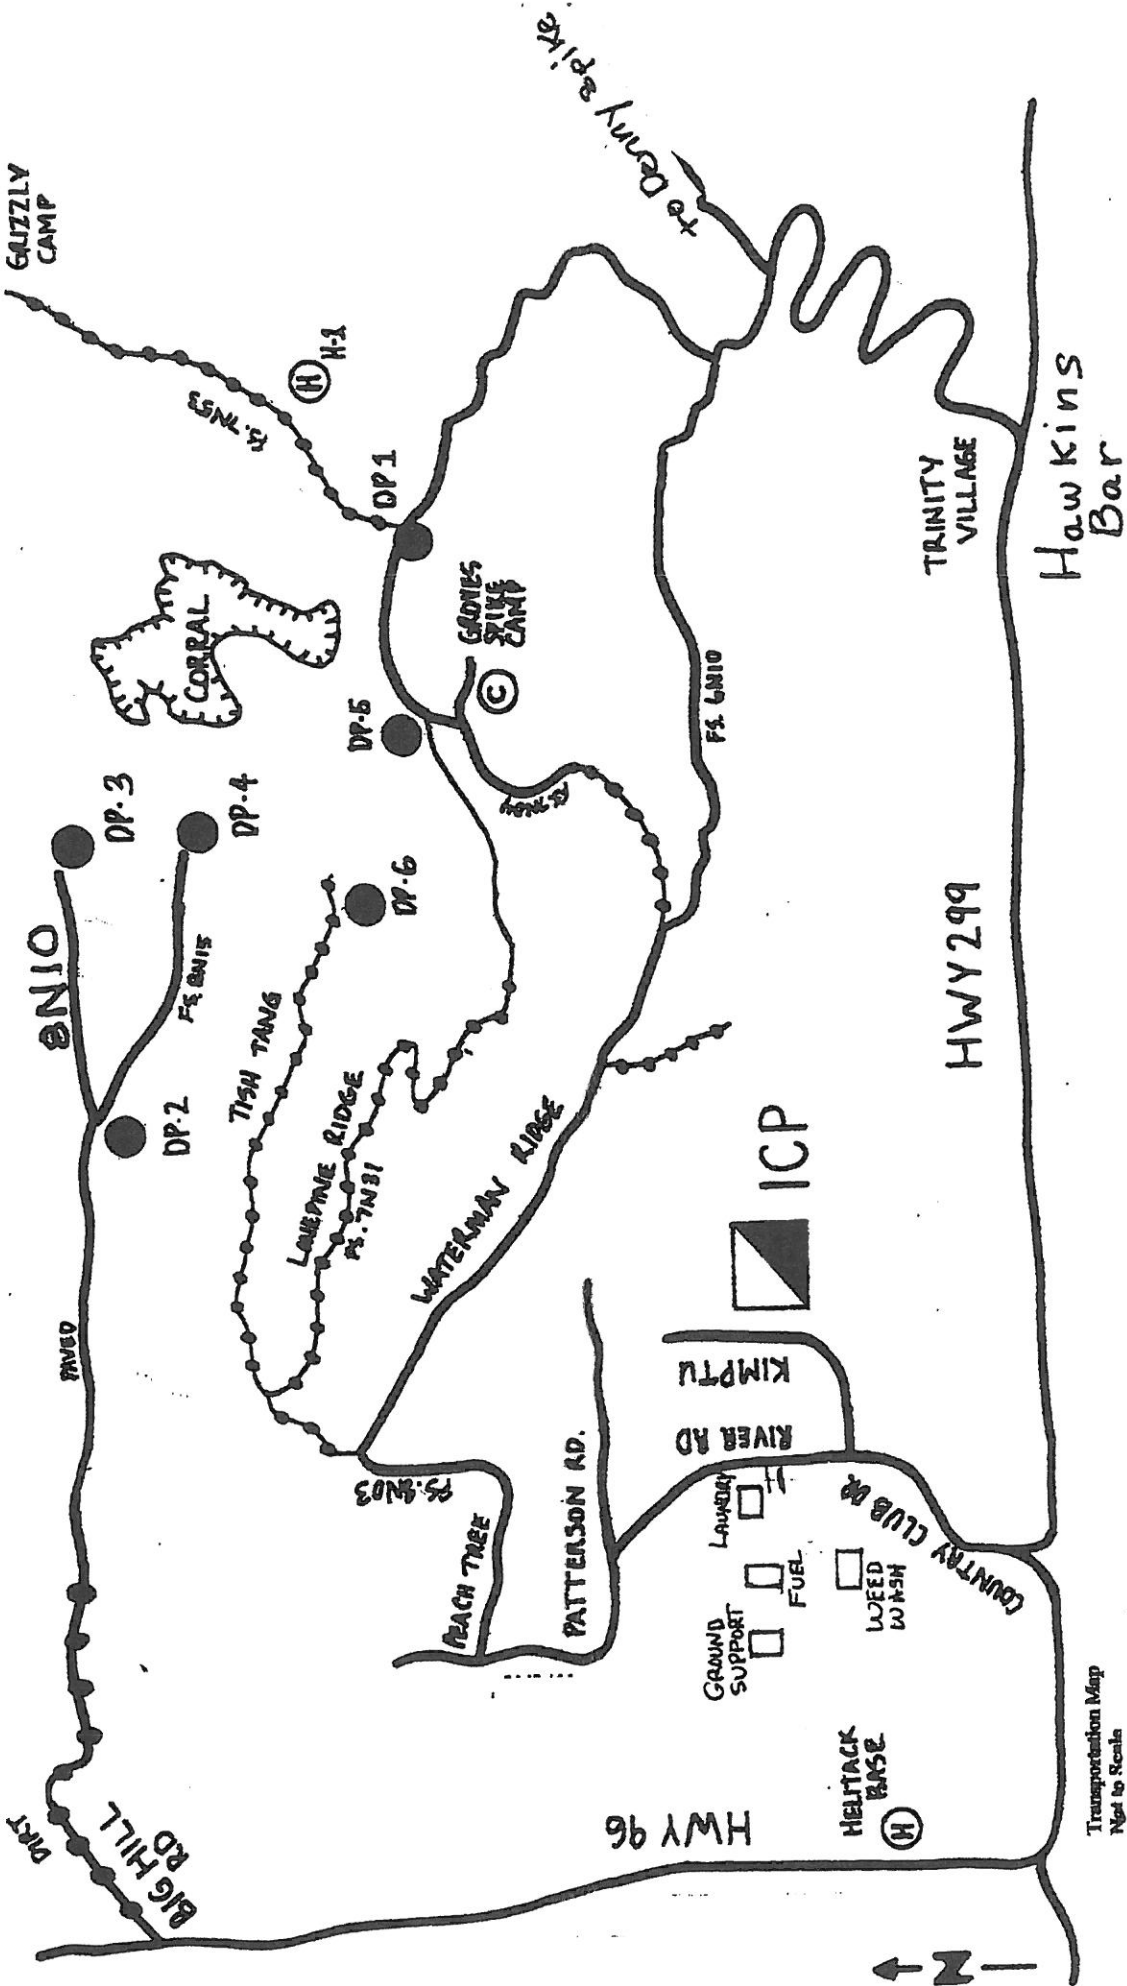 GRIZZLY
CAMP
to Denny Spike
FS. 7N53
H
H-1
DP1
CORRAL
GROVES
SPIKE
CAMP
C
DP-5
8N10
DP-3
DP-4
FS. 8N15
DP-2
DP-6
TISH TANG
LONEPINE RIDGE
FS. 7N31
WATERMAN RIDGE
FS. 6N10
TRINITY
VILLAGE
Hawkins
Bar
HWY 299
PAVED
DIRT
BIG HILL
RD
PEACH TREE
PATTERSON RD.
ICP
KIMPTU
RIVER RD
LAUNDRY
COUNTRY CLUB DR
GROUND
SUPPORT
FUEL
WEED
WASH
HELITACK
BASE
H
HWY 96
N
Transportation Map
Not to Scale